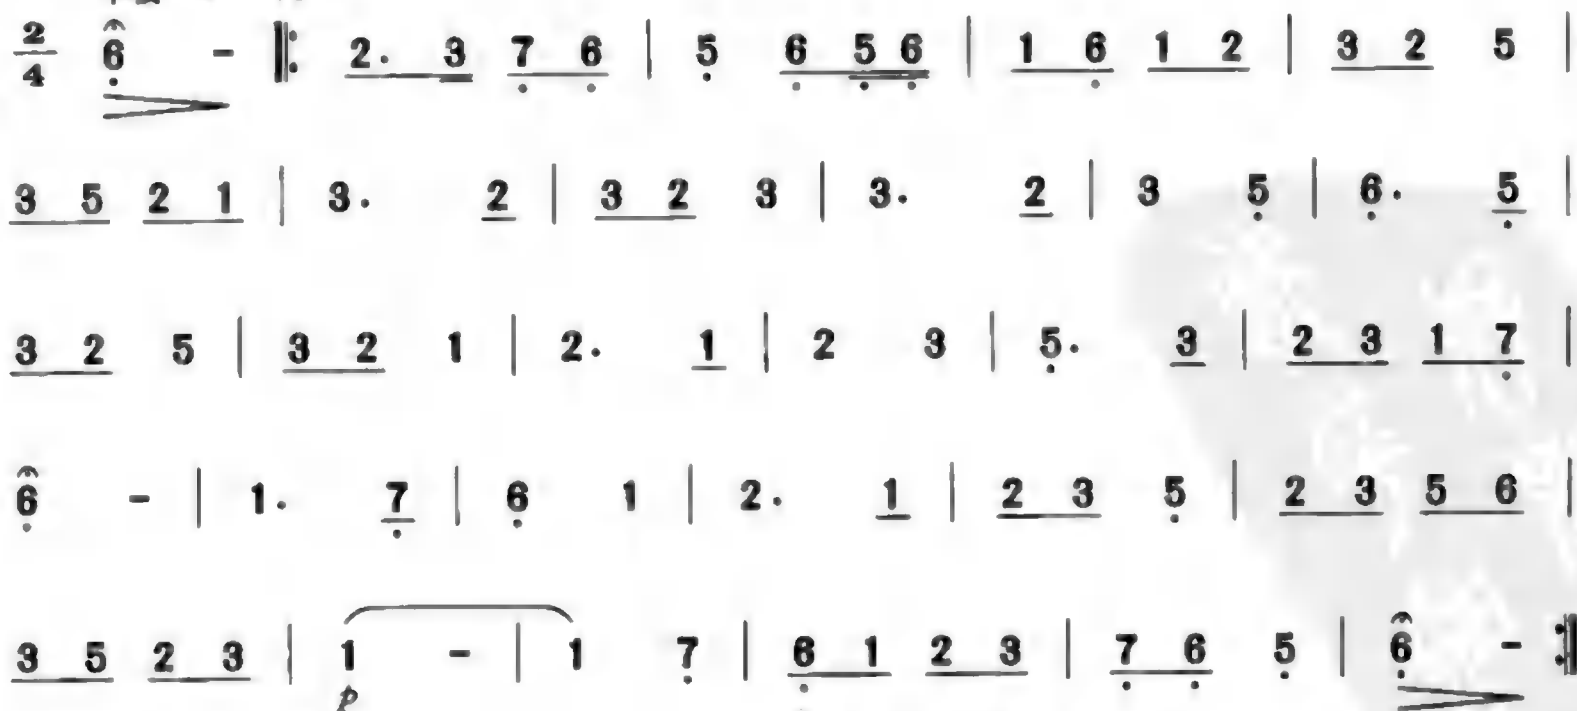 2/4 6 - ‖: 2. 3 7 6 | 5 6 5 6 | 1 6 1 2 | 3 2 5 |
3 5 2 1 | 3. 2 | 3 2 3 | 3. 2 | 3 5 | 6. 5 |
3 2 5 | 3 2 1 | 2. 1 | 2 3 | 5. 3 | 2 3 1 7 |
6 - | 1. 7 | 6 1 | 2. 1 | 2 3 5 | 2 3 5 6 |
3 5 2 3 | 1 - | 1 7 | 6 1 2 3 | 7 6 5 | 6 - :‖
p